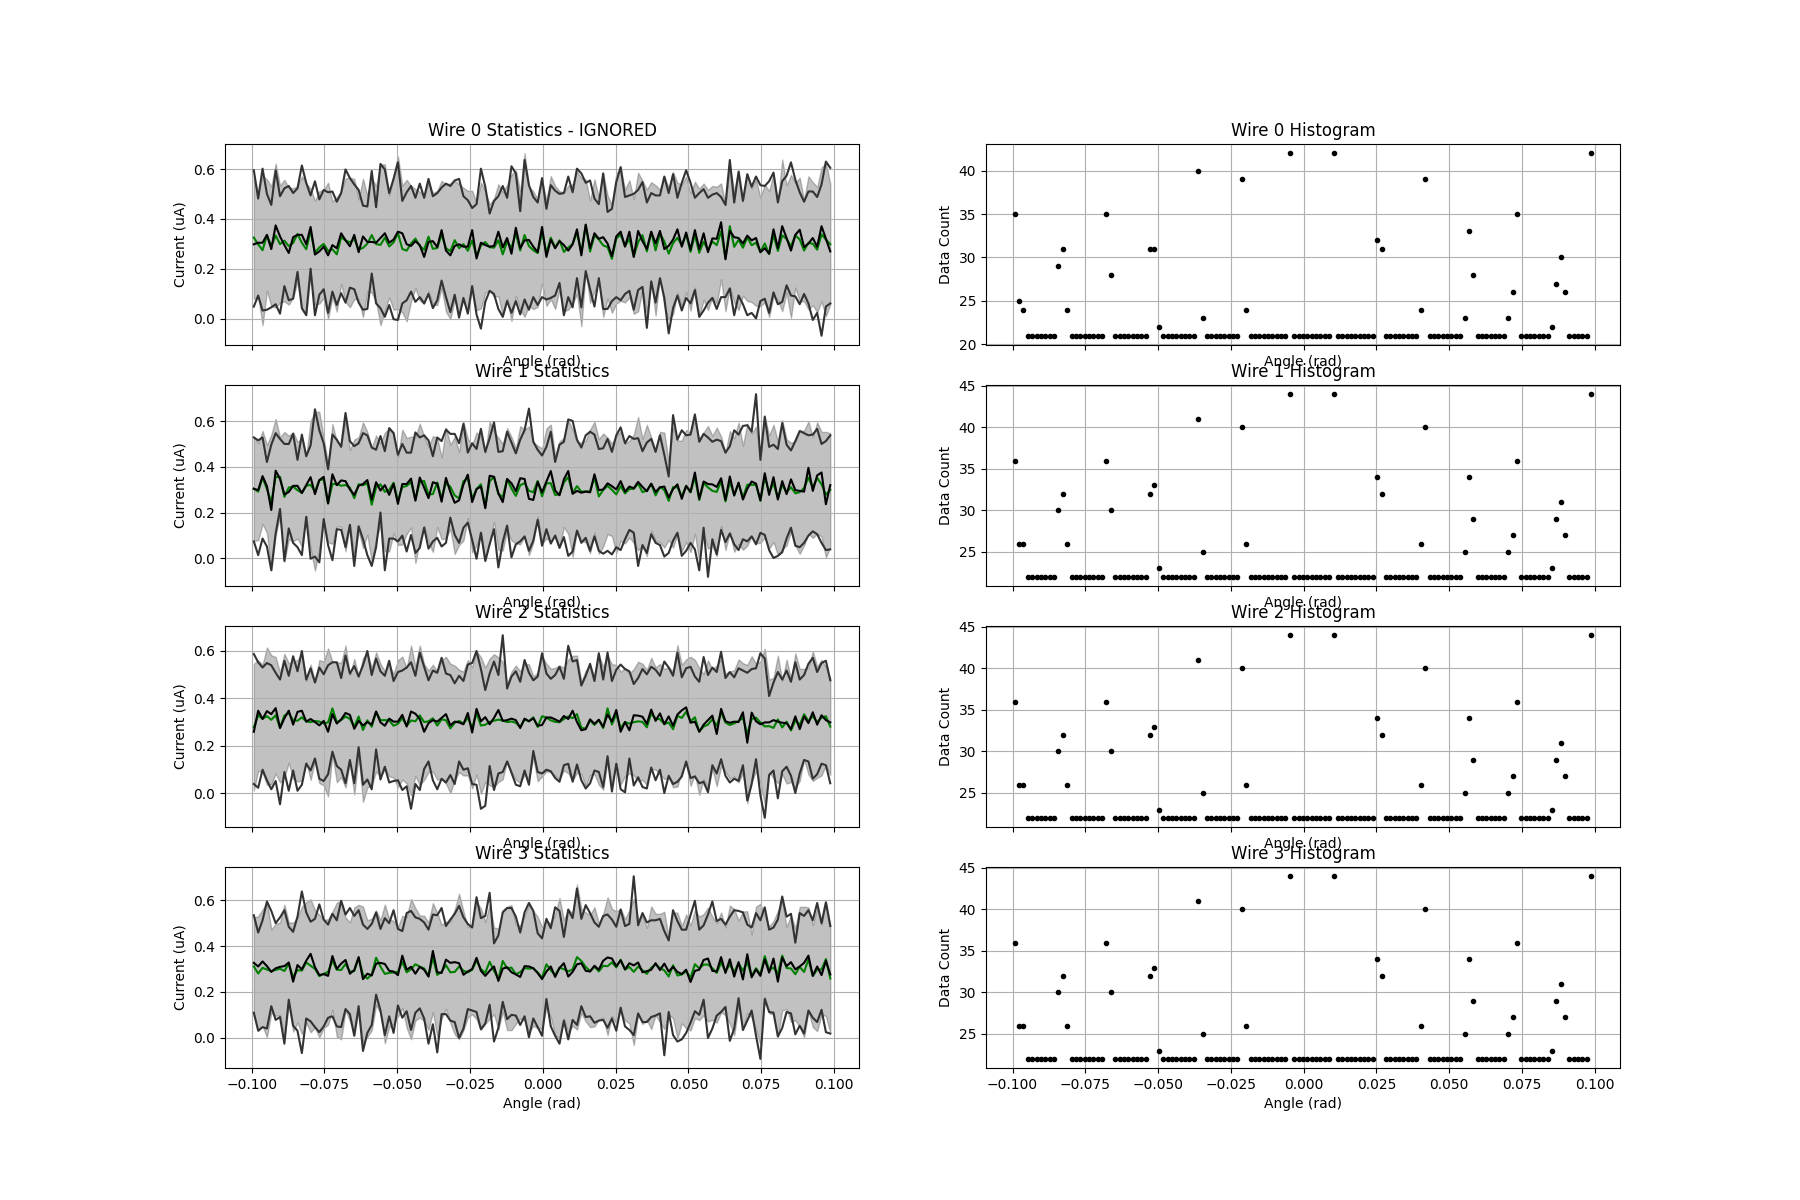 Wire 0 Statistics - IGNORED
Current (uA)
0.6
0.4
0.2
0.0
Angle (rad)
Wire 0 Histogram
Data Count
40
35
30
25
20
Angle (rad)
Wire 1 Statistics
Current (uA)
0.6
0.4
0.2
0.0
Angle (rad)
Wire 1 Histogram
Data Count
45
40
35
30
25
Angle (rad)
Wire 2 Statistics
Current (uA)
0.6
0.4
0.2
0.0
Angle (rad)
Wire 2 Histogram
Data Count
45
40
35
30
25
Angle (rad)
Wire 3 Statistics
Current (uA)
0.6
0.4
0.2
0.0
−0.100 −0.075 −0.050 −0.025 0.000 0.025 0.050 0.075 0.100
Angle (rad)
Wire 3 Histogram
Data Count
45
40
35
30
25
−0.100 −0.075 −0.050 −0.025 0.000 0.025 0.050 0.075 0.100
Angle (rad)